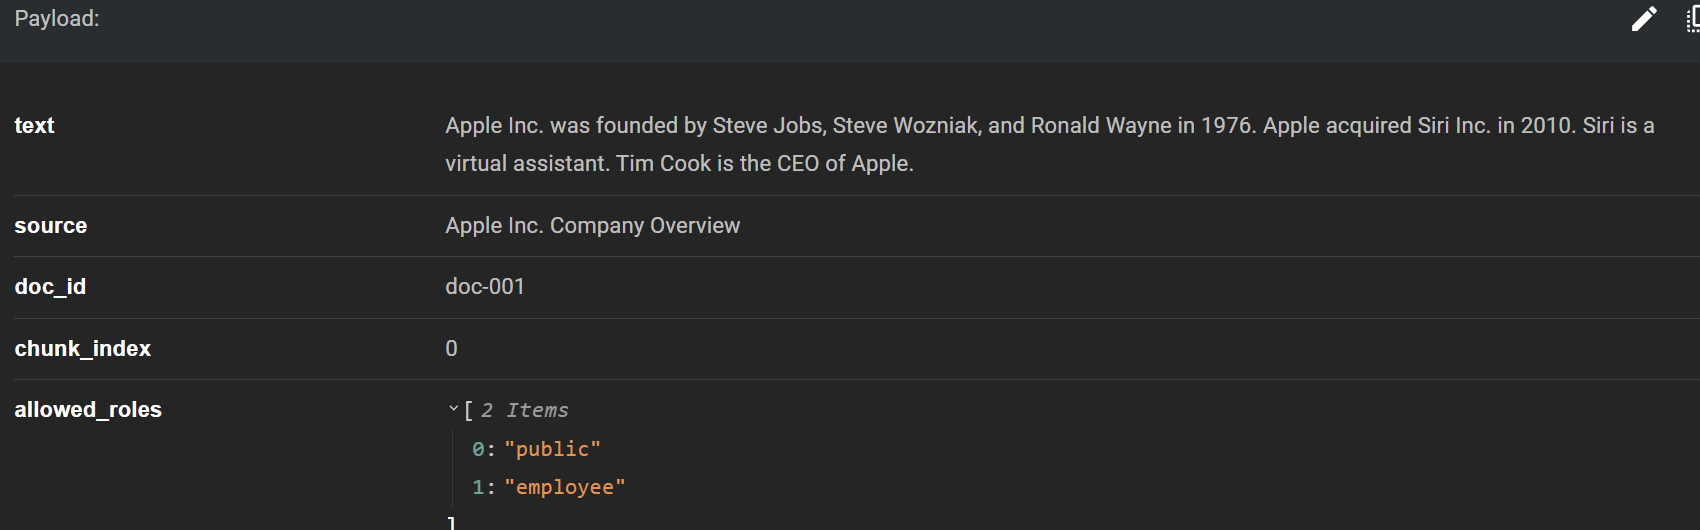 Payload:
text
Apple Inc. was founded by Steve Jobs, Steve Wozniak, and Ronald Wayne in 1976. Apple acquired Siri Inc. in 2010. Siri is a
virtual assistant. Tim Cook is the CEO of Apple.
source
Apple Inc. Company Overview
doc_id
doc-001
chunk_index
0
allowed_roles
[ 2 Items
0: "public"
1: "employee"
]